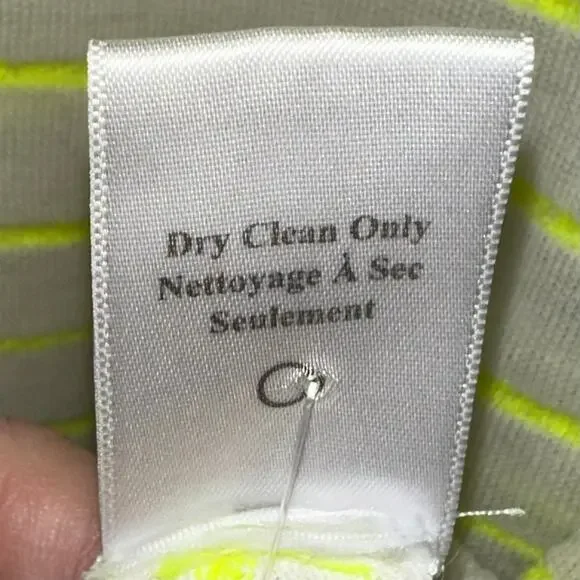 Dry Clean Only
Nettoyage À Sec
Seulement